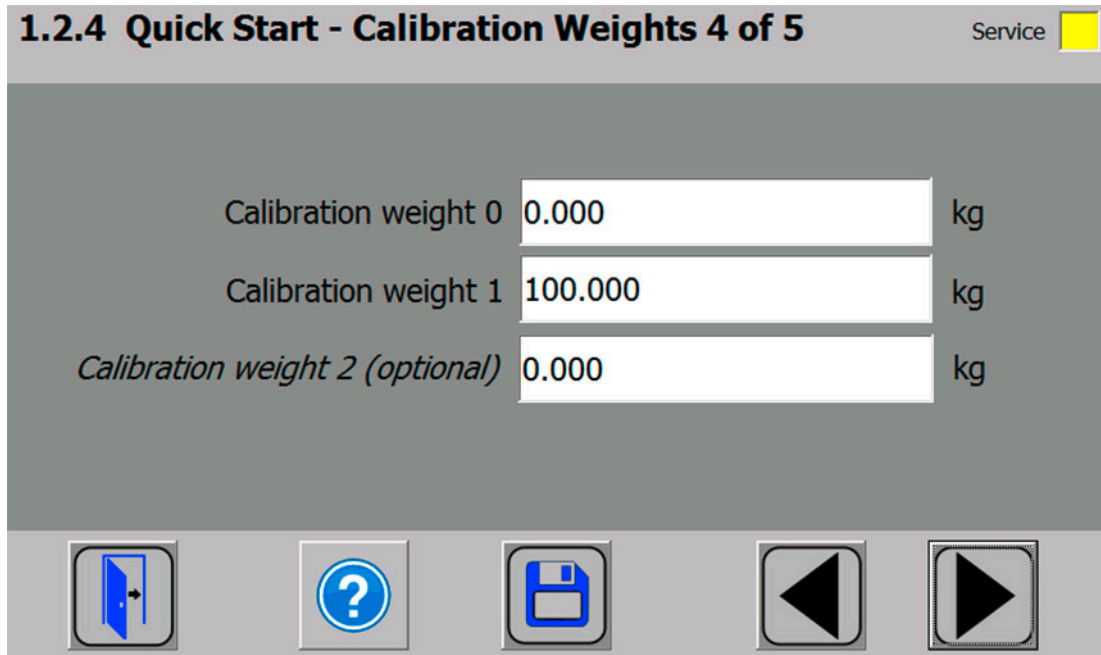 1.2.4 Quick Start - Calibration Weights 4 of 5
Service
Calibration weight 0 0.000 kg
Calibration weight 1 100.000 kg
Calibration weight 2 (optional) 0.000 kg
?